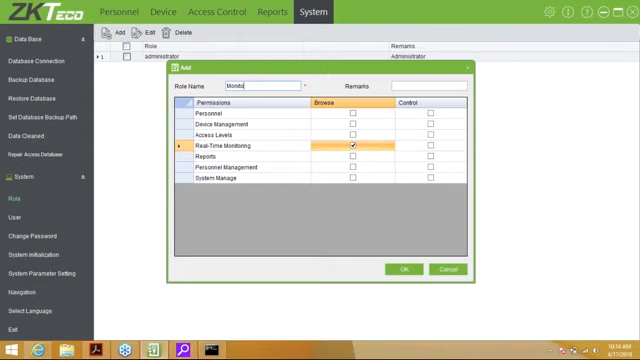 ZKTeco
Personnel Device Access Control Reports System
Data Base
Database Connection
Backup Database
Restore Database
Set Database Backup Path
Data Cleaned
Repair Access Database
System
Role
User
Change Password
System Initialization
System Parameter Setting
Navigation
Select Language
Exit
Add Edit Delete
Role Remarks
1 administrator Administrator
Add
Role Name Monito * Remarks
Permissions Browse Control
Personnel
Device Management
Access Levels
Real-Time Monitoring
Reports
Personnel Management
System Manage
OK Cancel
10:14 AM